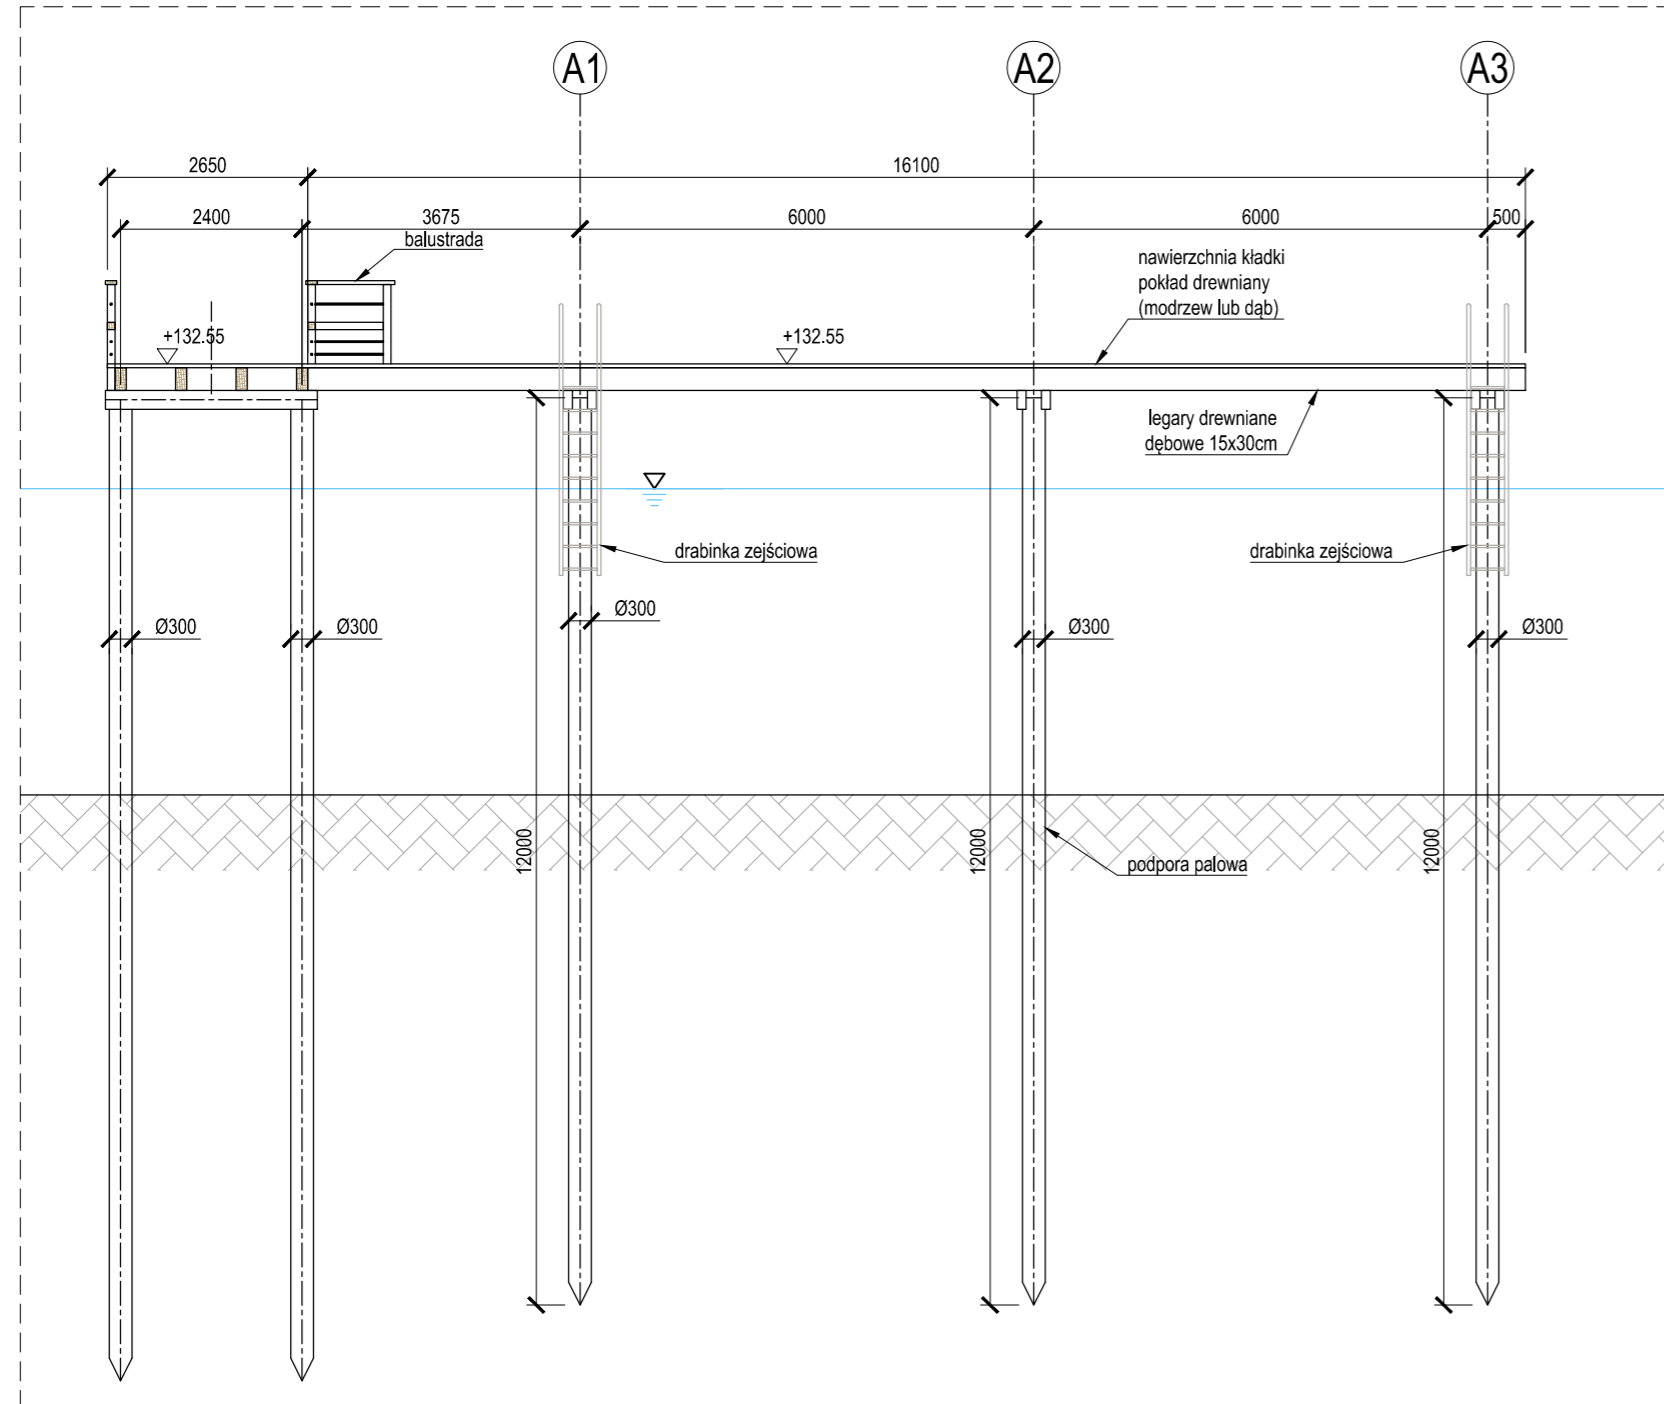 A1
A2
A3
2650
16100
2400
3675
6000
6000
500
balustrada
nawierzchnia kładki
pokład drewniany
(modrzew lub dąb)
+132.55
+132.55
legary drewniane
dębowe 15x30cm
drabinka zejściowa
drabinka zejściowa
Ø300
Ø300
Ø300
Ø300
Ø300
12000
12000
12000
podpora palowa